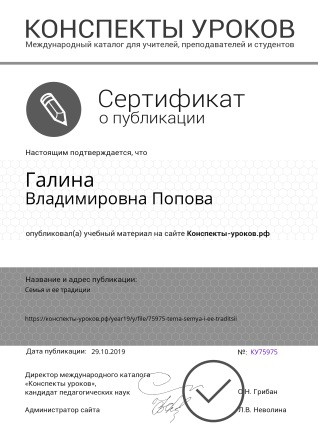 КОНСПЕКТЫ УРОКОВ
Международный каталог для учителей, преподавателей и студентов
Сертификат
о публикации
Настоящим подтверждается, что
Галина
Владимировна Попова
опубликовал(а) учебный материал на сайте Конспекты-уроков.рф
Название и адрес публикации:
Семья и ее традиции
https://конспекты-уроков.рф/year19/y/file/75975-tema-semya-i-ee-traditsii
Дата публикации: 29.10.2019 №: КУ75975
Директор международного каталога
«Конспекты уроков»,
кандидат педагогических наук О.Н. Грибан
Администратор сайта Л.В. Неволина